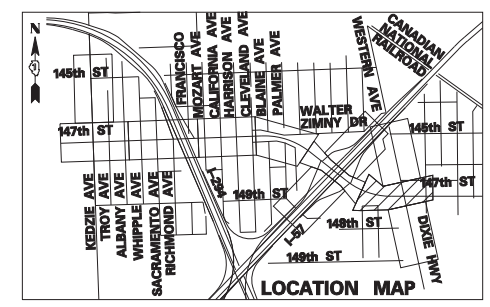 N
CANADIAN
NATIONAL
RAILROAD
WESTERN AVE
FRANCISCO
MOZART AVE
CALIFORNIA AVE
HARRISON AVE
CLEVELAND AVE
BLAINE AVE
PALMER AVE
145th ST
WALTER
ZIMNY DR
147th ST
145th ST
I-294
149th ST
147th ST
KEDZIE AVE
TROY AVE
ALBANY AVE
WHIPPLE AVE
SACRAMENTO AVE
RICHMOND AVE
I-57
148th ST
DIXIE HWY
149th ST
LOCATION MAP